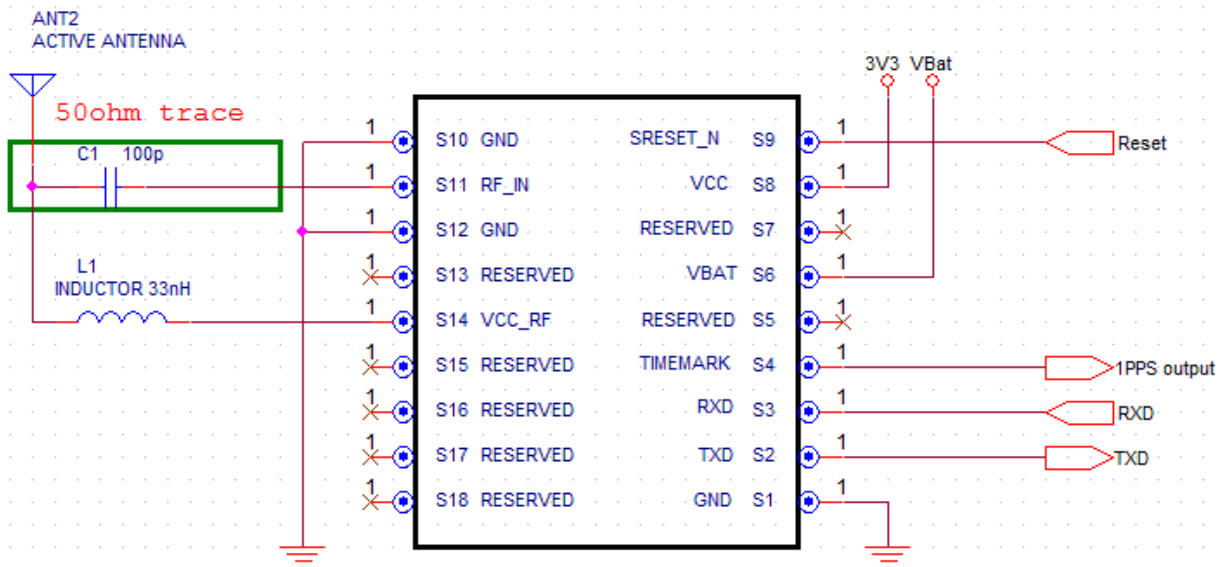 ANT2
ACTIVE ANTENNA
50ohm trace
C1 100p
L1
INDUCTOR 33nH
3V3 VBat
1 S10 GND SRESET_N S9 1 Reset
1 S11 RF_IN VCC S8 1
1 S12 GND RESERVED S7 1
1 S13 RESERVED VBAT S6 1
1 S14 VCC_RF RESERVED S5 1
1 S15 RESERVED TIMEMARK S4 1 1PPS output
1 S16 RESERVED RXD S3 1 RXD
1 S17 RESERVED TXD S2 1 TXD
1 S18 RESERVED GND S1 1